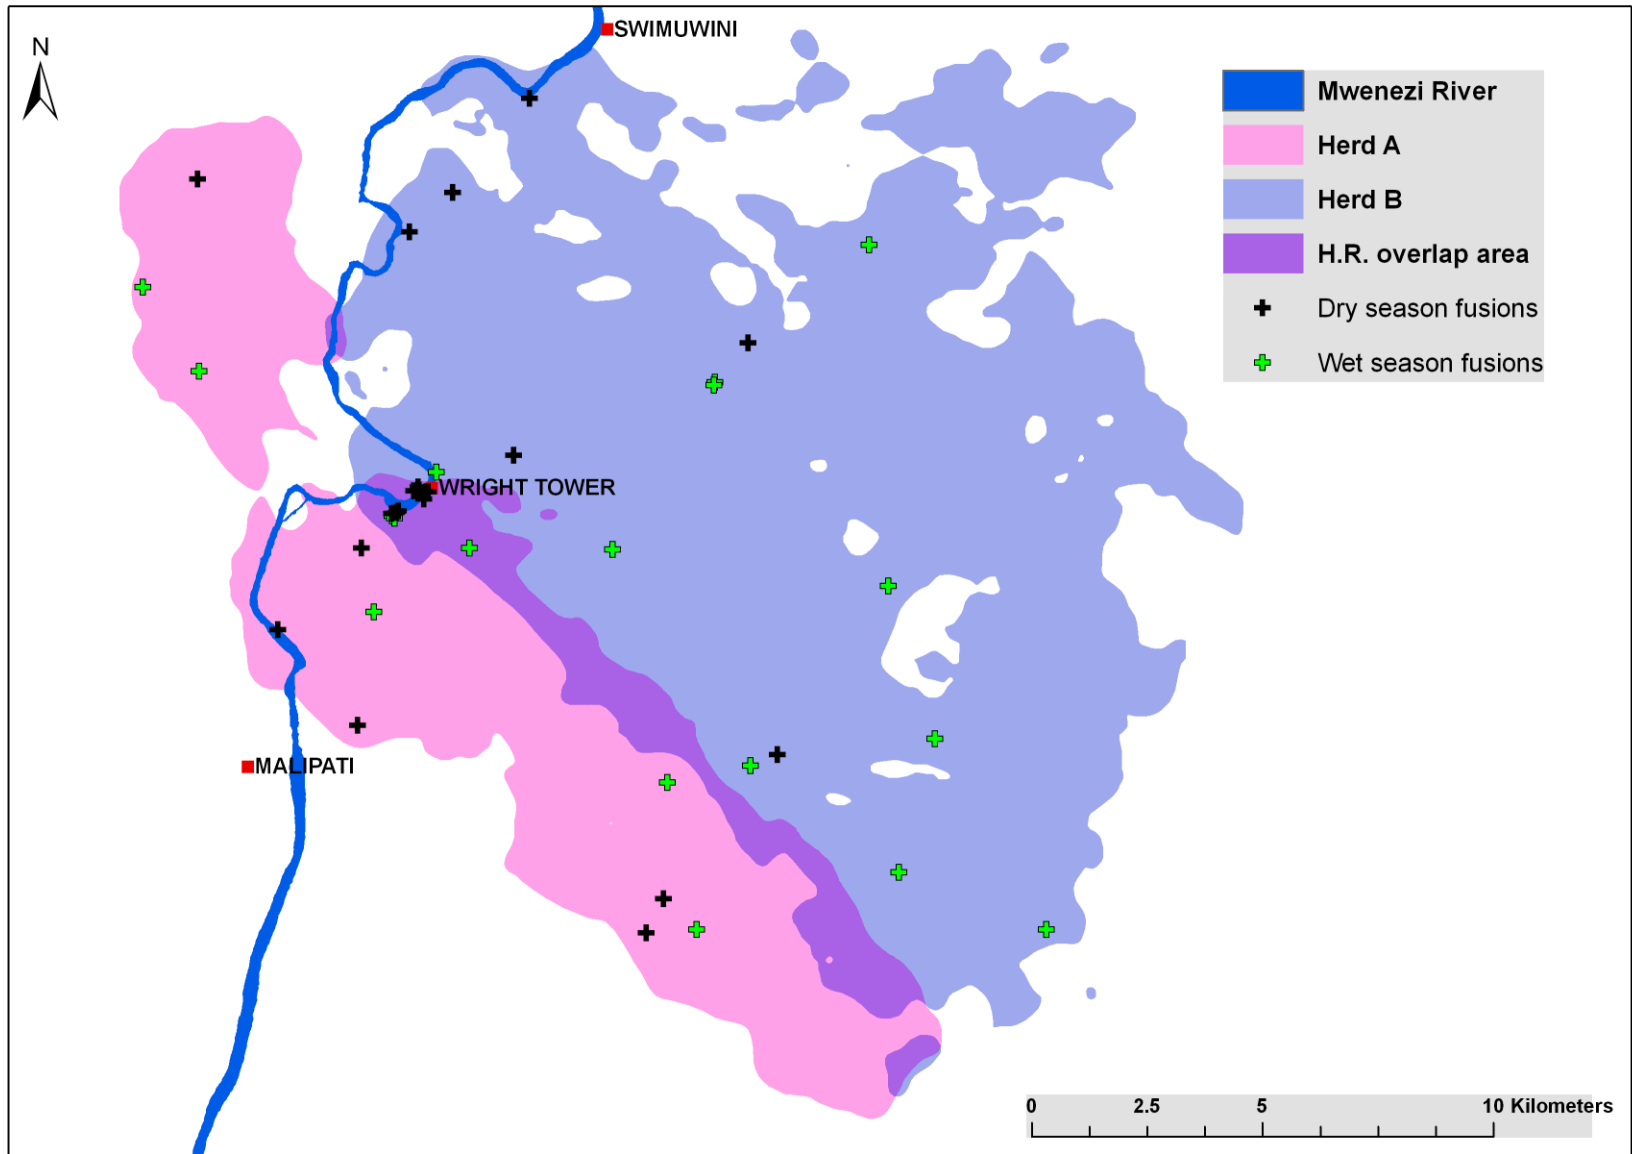 SWIMUWINI
N
Mwenezi River
Herd A
Herd B
H.R. overlap area
Dry season fusions
Wet season fusions
WRIGHT TOWER
MALIPATI
0 2.5 5 10 Kilometers